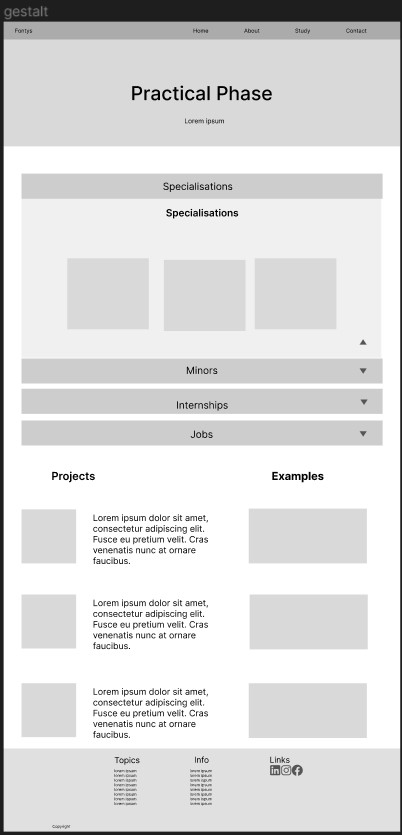 gestalt
Fontys
Home
About
Study
Contact
Practical Phase
Lorem ipsum
Specialisations
Specialisations
Minors
Internships
Jobs
Projects
Examples
Lorem ipsum dolor sit amet,
consectetur adipiscing elit.
Fusce eu pretium velit. Cras
venenatis nunc at ornare
faucibus.
Lorem ipsum dolor sit amet,
consectetur adipiscing elit.
Fusce eu pretium velit. Cras
venenatis nunc at ornare
faucibus.
Lorem ipsum dolor sit amet,
consectetur adipiscing elit.
Fusce eu pretium velit. Cras
venenatis nunc at ornare
faucibus.
Topics
lorem ipsum
lorem ipsum
lorem ipsum
lorem ipsum
lorem ipsum
lorem ipsum
lorem ipsum
lorem ipsum
Info
lorem ipsum
lorem ipsum
lorem ipsum
lorem ipsum
lorem ipsum
lorem ipsum
lorem ipsum
lorem ipsum
Links
in
Copyright